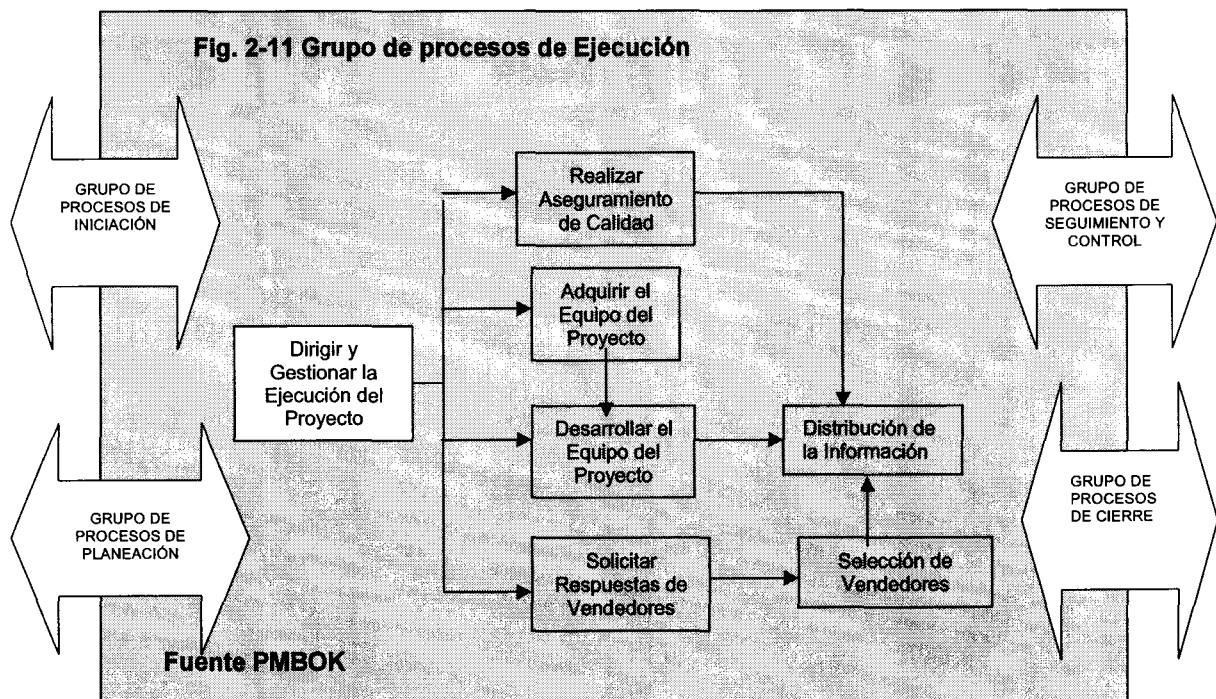 Fig. 2-11 Grupo de procesos de Ejecución
GRUPO DE
PROCESOS DE
INICIACIÓN
GRUPO DE
PROCESOS DE
PLANEACIÓN
Dirigir y
Gestionar la
Ejecución del
Proyecto
Realizar
Aseguramiento
de Calidad
Adquirir el
Equipo del
Proyecto
Desarrollar el
Equipo del
Proyecto
Solicitar
Respuestas de
Vendedores
Distribución de
la Información
Selección de
Vendedores
GRUPO DE
PROCESOS DE
SEGUIMIENTO Y
CONTROL
GRUPO DE
PROCESOS
DE CIERRE
Fuente PMBOK